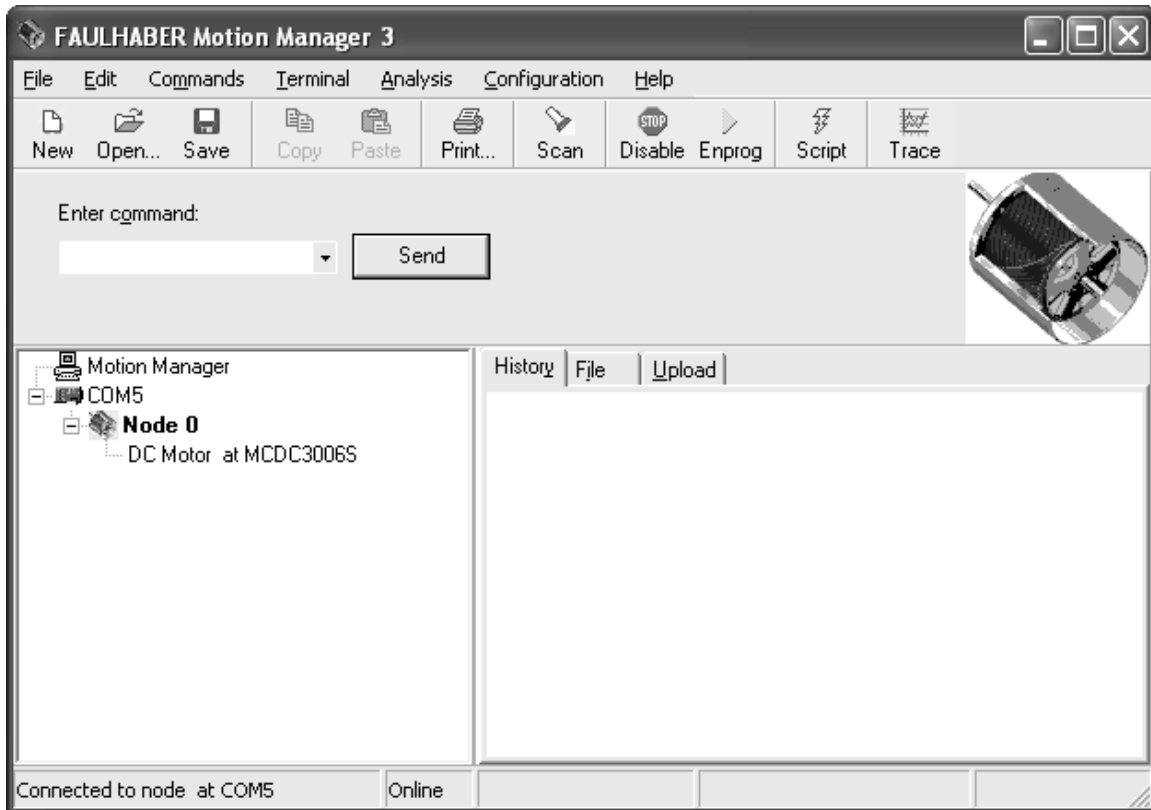 FAULHABER Motion Manager 3
File Edit Commands Terminal Analysis Configuration Help
New Open... Save Copy Paste Print... Scan Disable Enprog Script Trace
STOP
Enter command:
Send
Motion Manager
COM5
Node 0
DC Motor at MCDC3006S
History File Upload
Connected to node at COM5 Online